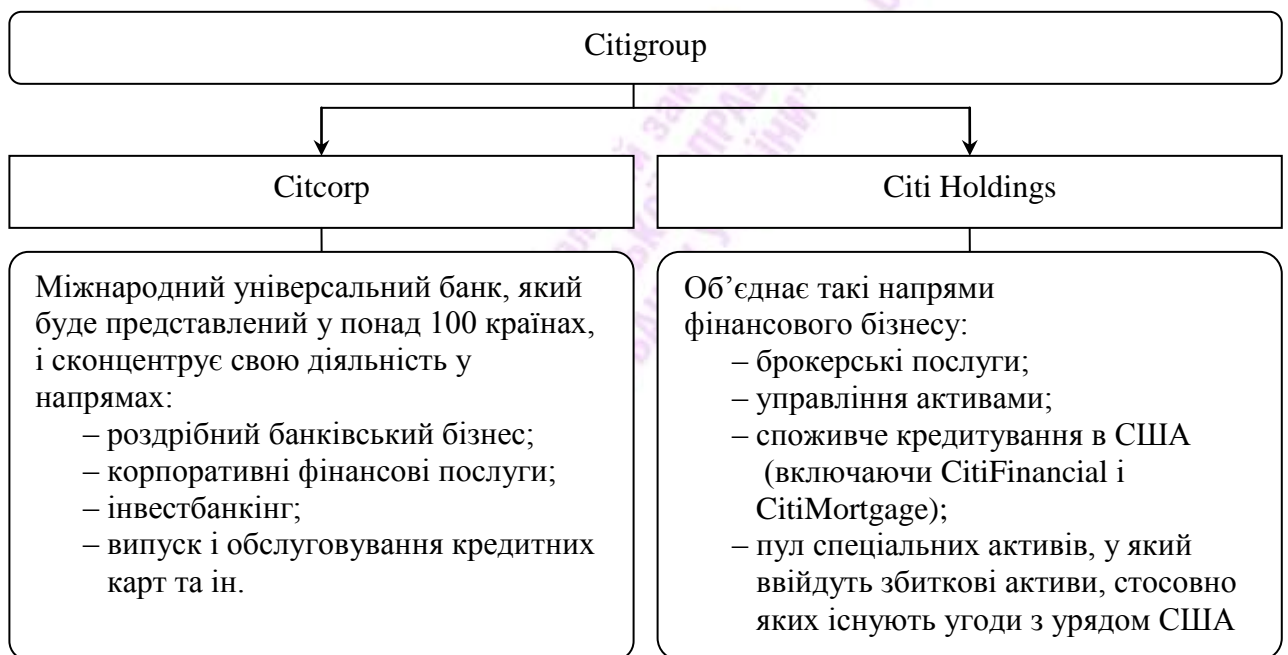 Citigroup
Citcorp
Citi Holdings
Міжнародний універсальний банк, який
буде представлений у понад 100 країнах,
і сконцентрує свою діяльність у
напрямах:
– роздрібний банківський бізнес;
– корпоративні фінансові послуги;
– інвестбанкінг;
– випуск і обслуговування кредитних
карт та ін.
Об’єднає такі напрями
фінансового бізнесу:
– брокерські послуги;
– управління активами;
– споживче кредитування в США
(включаючи CitiFinancial і
CitiMortgage);
– пул спеціальних активів, у який
ввійдуть збиткові активи, стосовно
яких існують угоди з урядом США